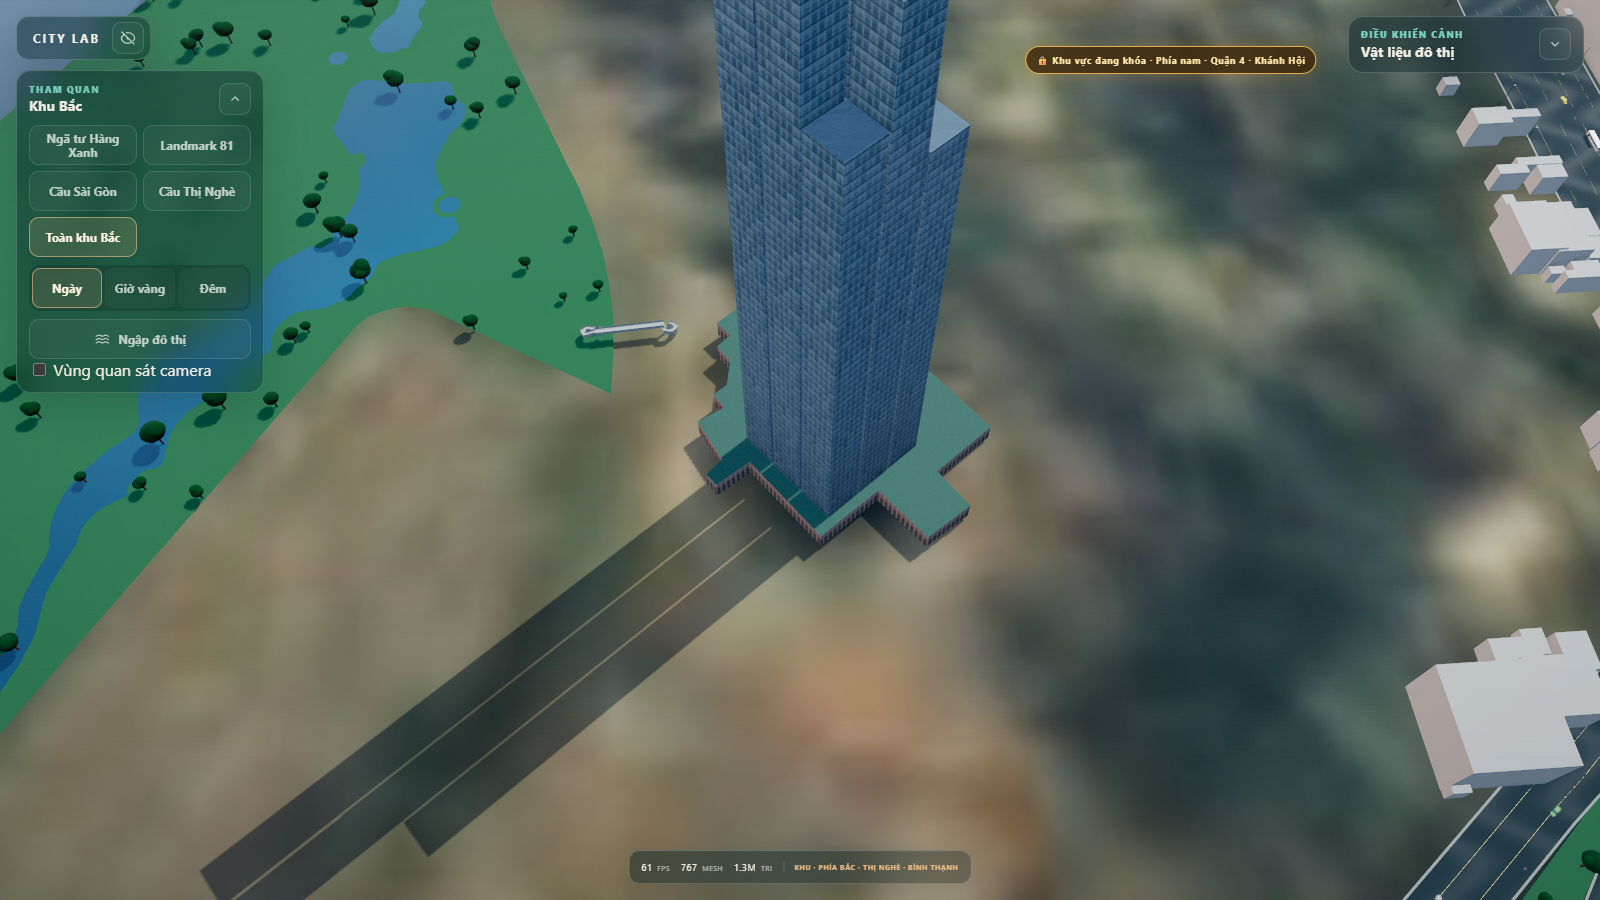 CITY LAB
THAM QUAN
Khu Bắc
Ngã tư Hàng
Xanh
Landmark 81
Cầu Sài Gòn
Cầu Thị Nghè
Toàn khu Bắc
Ngày
Giờ vàng
Đêm
Ngập đô thị
Vùng quan sát camera
Khu vực đang khóa · Phía nam · Quận 4 · Khánh Hội
ĐIỀU KHIỂN CẢNH
Vật liệu đô thị
61 FPS 767 MESH 1.3M TRI KHU · PHÍA BẮC · THỊ NGHÈ · BÌNH THẠNH